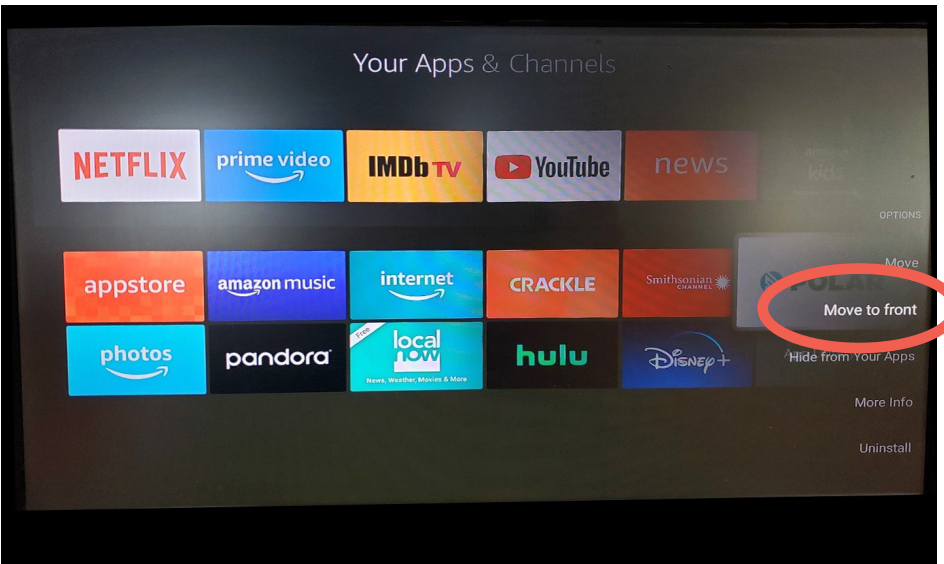 Your Apps & Channels
NETFLIX
prime video
IMDb TV
YouTube
news
kids
OPTIONS
appstore
amazon music
internet
CRACKLE
Smithsonian
CHANNEL
POLAR
Move
Move to front
photos
pandora
Free
local
now
News, Weather, Movies & More
hulu
Disney+
Hide from Your Apps
More Info
Uninstall